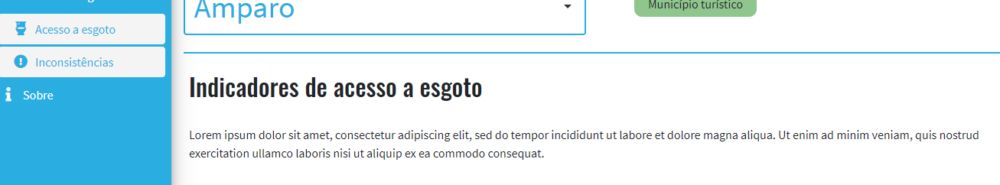 Amparo
Município turístico
Acesso a esgoto
Inconsistências
Sobre
Indicadores de acesso a esgoto
Lorem ipsum dolor sit amet, consectetur adipiscing elit, sed do tempor incididunt ut labore et dolore magna aliqua. Ut enim ad minim veniam, quis nostrud
exercitation ullamco laboris nisi ut aliquip ex ea commodo consequat.